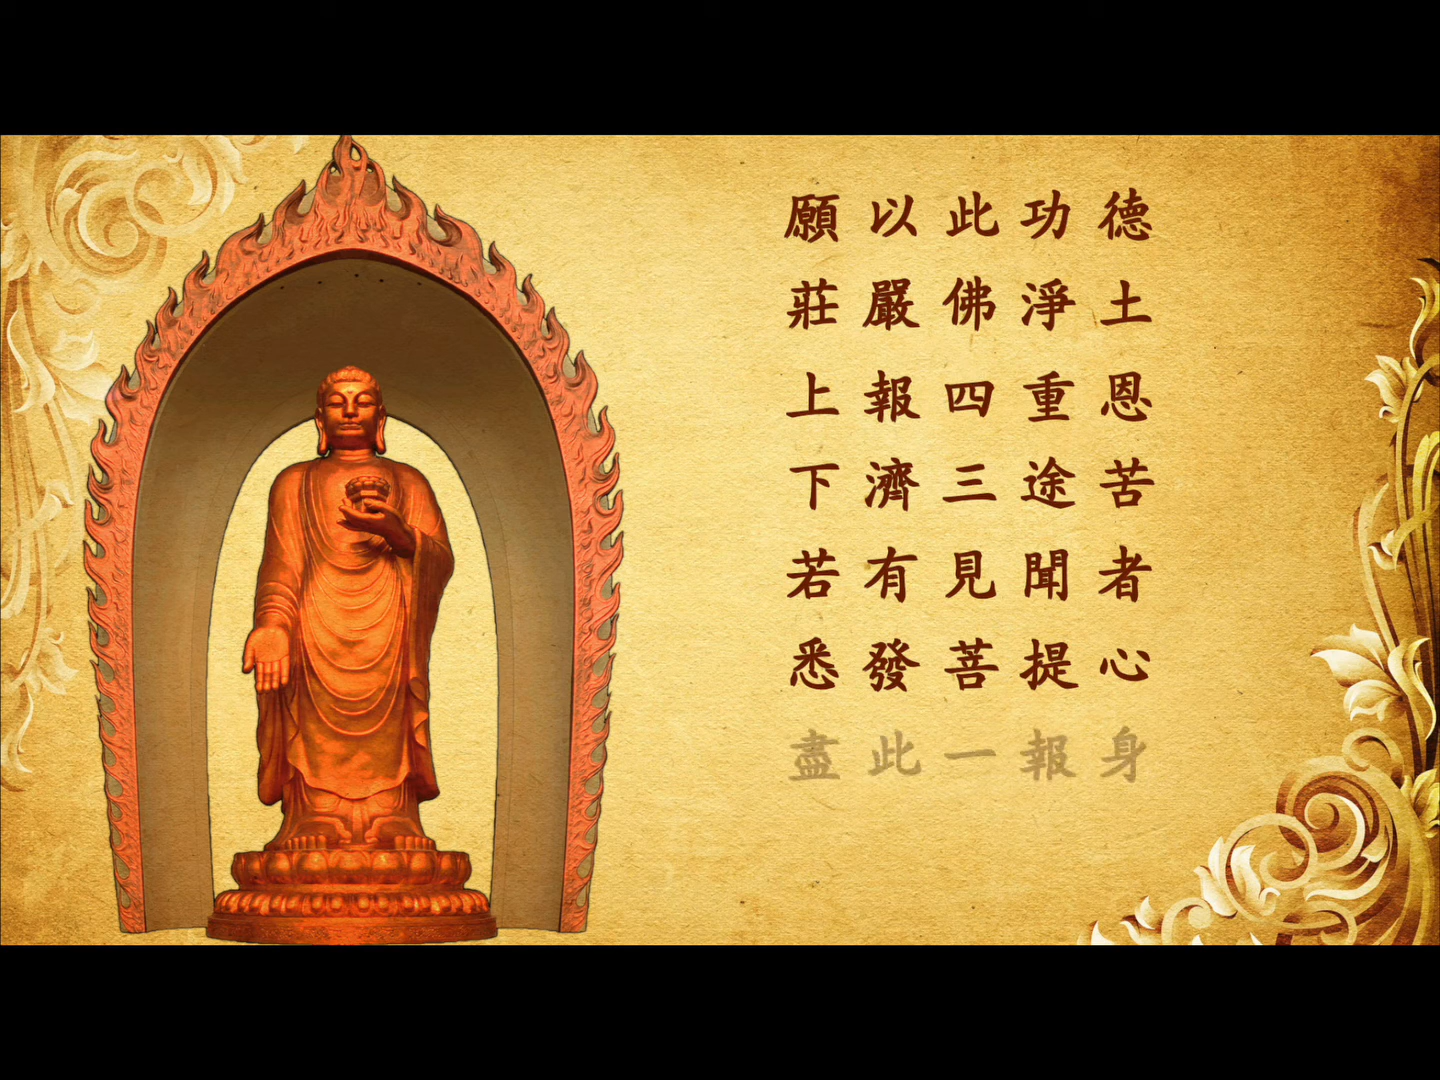 願以此功德
莊嚴佛淨土
上報四重恩
下濟三途苦
若有見聞者
悉發菩提心
盡此一報身